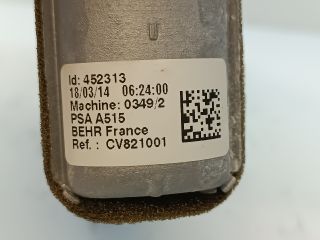 U
Id: 452313
18/03/14 06:24:00
Machine: 0349/2
PSA A515
BEHR France
Ref. : CV821001